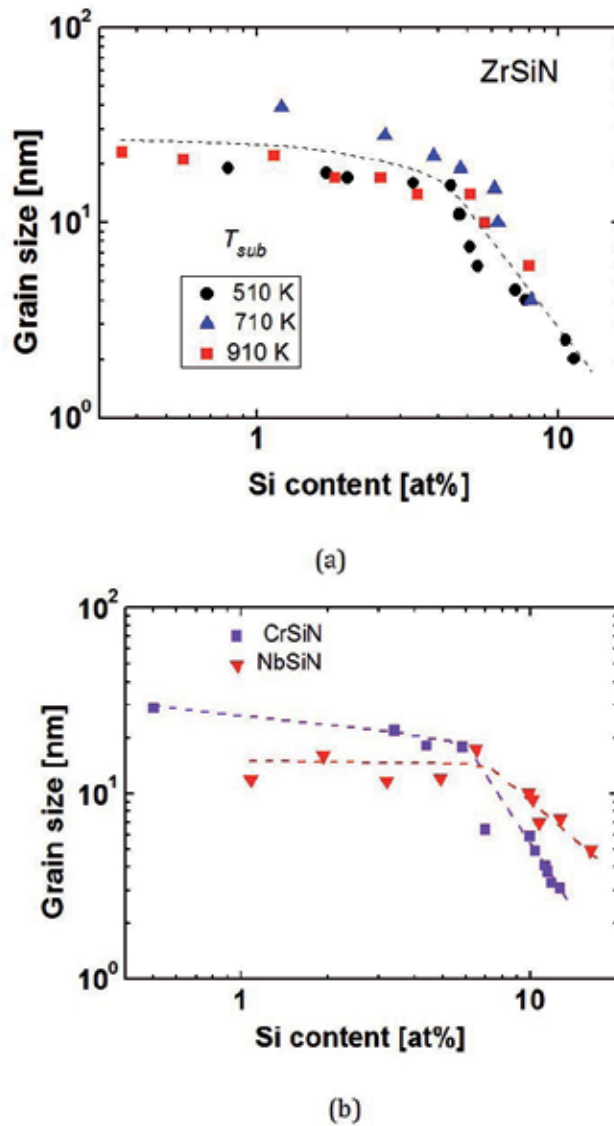 10²
ZrSiN
Grain size [nm]
10¹
T_sub
510 K
710 K
910 K
10⁰
1
10
Si content [at%]
(a)
10²
CrSiN
NbSiN
Grain size [nm]
10¹
10⁰
1
10
Si content [at%]
(b)